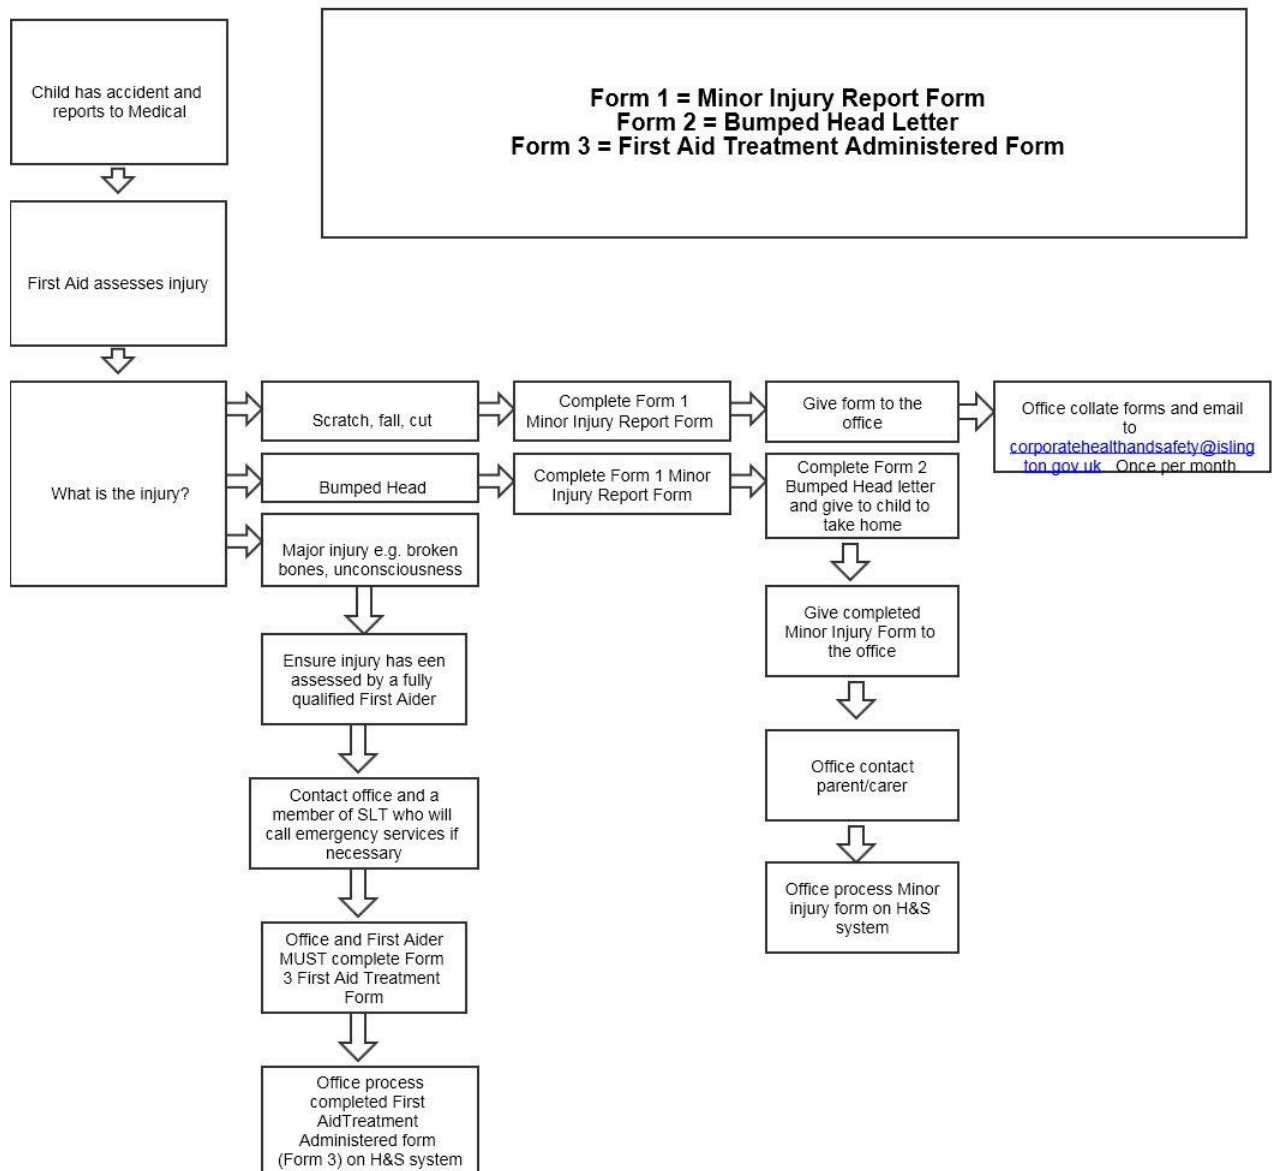 Child has accident and
reports to Medical
Form 1 = Minor Injury Report Form
Form 2 = Bumped Head Letter
Form 3 = First Aid Treatment Administered Form
First Aid assesses injury
What is the injury?
Scratch, fall, cut
Complete Form 1
Minor Injury Report Form
Give form to the
office
Office collate forms and email
to
corporatehealthandsafety@isling
ton.gov.uk Once per month
Bumped Head
Complete Form 1 Minor
Injury Report Form
Complete Form 2
Bumped Head letter
and give to child to
take home
Give completed
Minor Injury Form to
the office
Office contact
parent/carer
Office process Minor
injury form on H&S
system
Major injury e.g. broken
bones, unconsciousness
Ensure injury has een
assessed by a fully
qualified First Aider
Contact office and a
member of SLT who will
call emergency services if
necessary
Office and First Aider
MUST complete Form
3 First Aid Treatment
Form
Office process
completed First
AidTreatment
Administered form
(Form 3) on H&S system